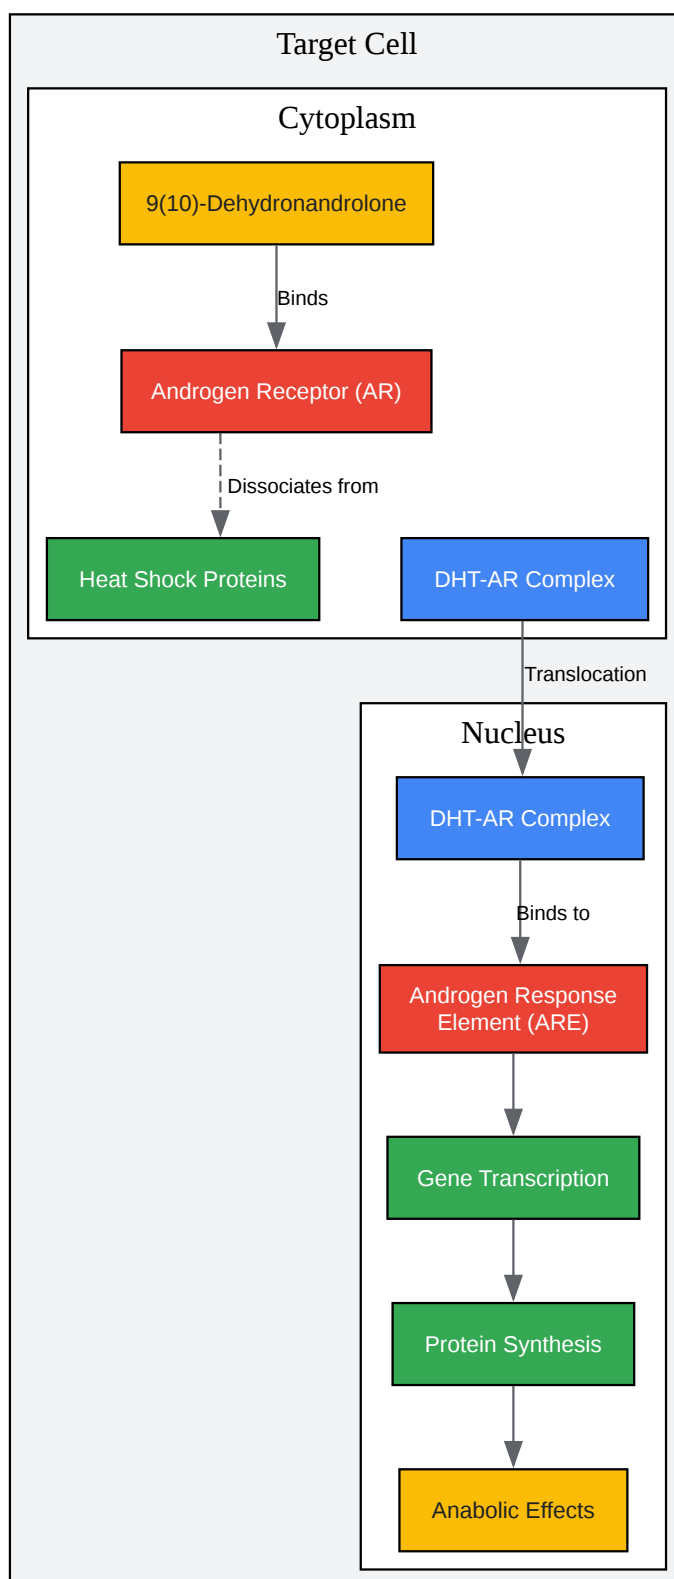 Target Cell
Cytoplasm
9(10)-Dehydronandrolone
Binds
Androgen Receptor (AR)
Dissociates from
Heat Shock Proteins
DHT-AR Complex
Translocation
Nucleus
DHT-AR Complex
Binds to
Androgen Response
Element (ARE)
Gene Transcription
Protein Synthesis
Anabolic Effects